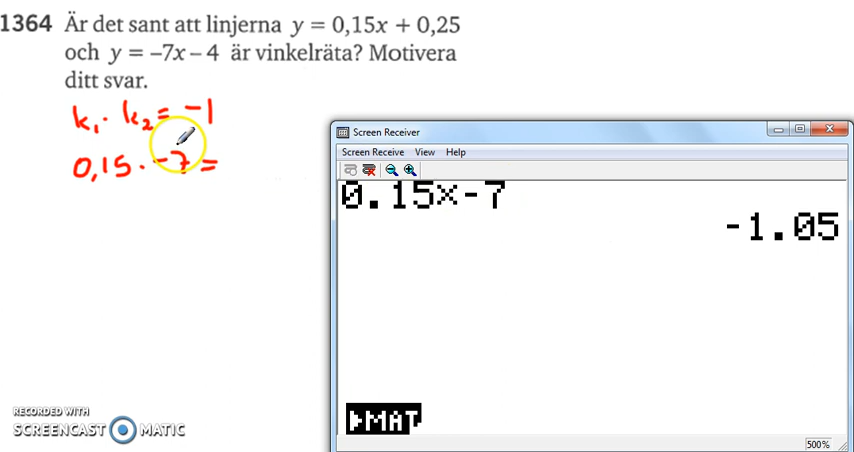 1364 Är det sant att linjerna y = 0,15x + 0,25
och y = –7x – 4 är vinkelräta? Motivera
ditt svar.
k₁ · k₂ = -1
0,15 · -7 =
Screen Receiver
Screen Receive View Help
0.15x-7
-1.05
MAT
500%
RECORDED WITH
SCREENCAST MATIC